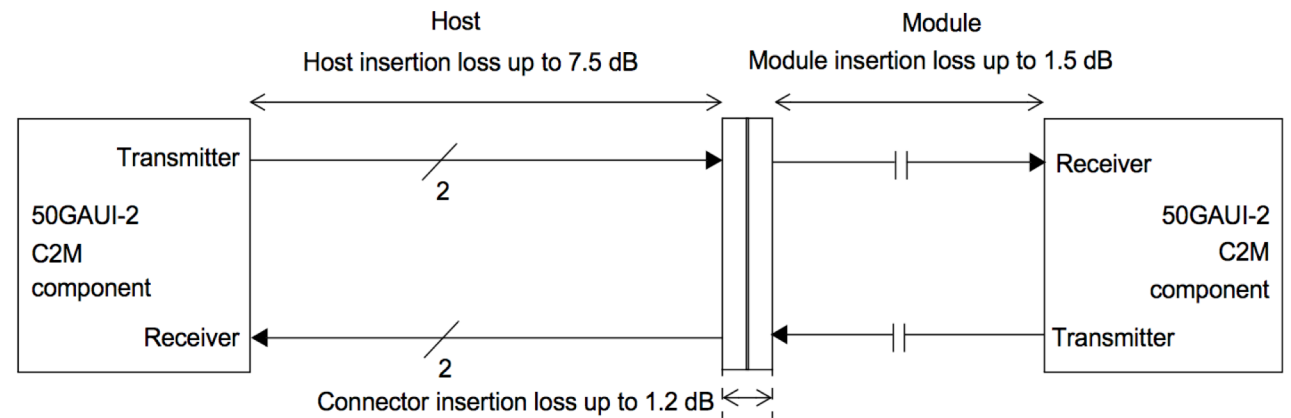 Host
Host insertion loss up to 7.5 dB
Module
Module insertion loss up to 1.5 dB
Transmitter
2
50GAUI-2
C2M
component
Receiver
2
Connector insertion loss up to 1.2 dB
Receiver
50GAUI-2
C2M
component
Transmitter